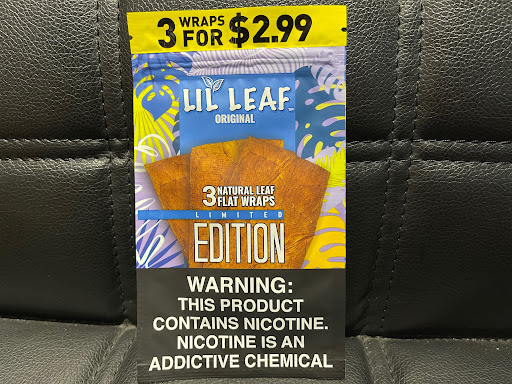 3 WRAPS FOR $2.99
LIL' LEAF™
ORIGINAL
3 NATURAL LEAF
FLAT WRAPS
LIMITED
EDITION
WARNING:
THIS PRODUCT
CONTAINS NICOTINE.
NICOTINE IS AN
ADDICTIVE CHEMICAL